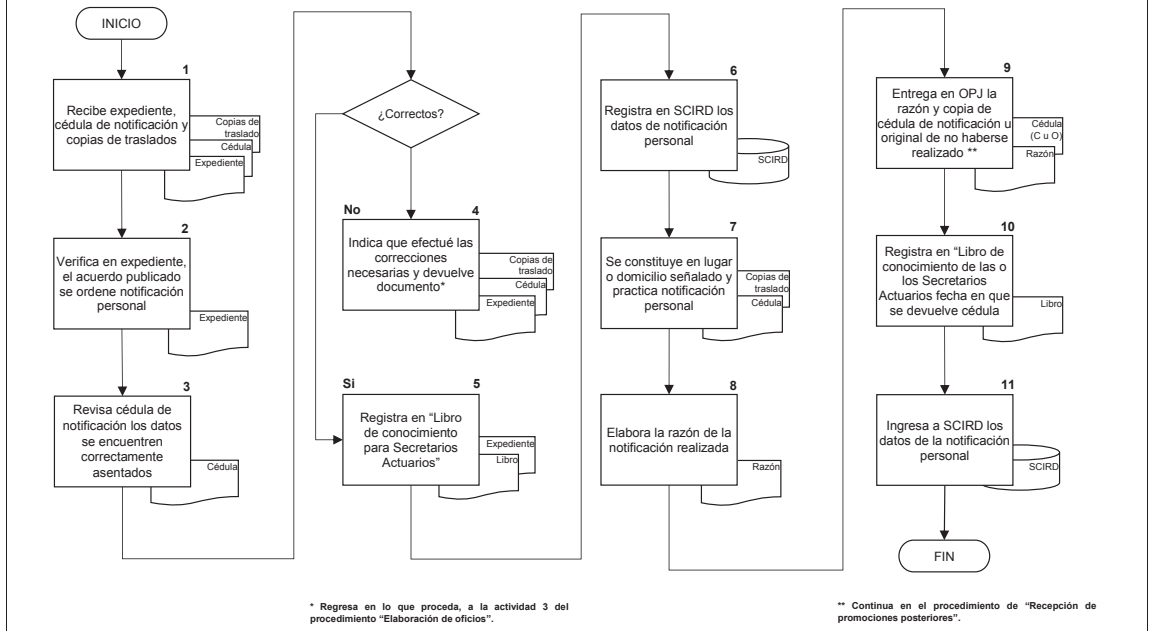 INICIO
1
Recibe expediente,
cédula de notificación y
copias de traslados
Copias de
traslado
Cédula
Expediente
2
Verifica en expediente,
el acuerdo publicado
se ordene notificación
personal
Expediente
3
Revisa cédula de
notificación los datos
se encuentren
correctamente
asentados
Cédula
¿Correctos?
No
4
Indica que efectué las
correcciones
necesarias y devuelve
documento*
Copias de
traslado
Cédula
Expediente
Si
5
Registra en “Libro
de conocimiento
para Secretarios
Actuarios”
Expediente
Libro
6
Registra en SCIRD los
datos de notificación
personal
SCIRD
7
Se constituye en lugar
o domicilio señalado y
practica notificación
personal
Copias de
traslado
Cédula
8
Elabora la razón de la
notificación realizada
Razón
9
Entrega en OPJ la
razón y copia de
cédula de notificación u
original de no haberse
realizado **
Cédula
(C u O)
Razón
10
Registra en “Libro de
conocimiento de las o
los Secretarios
Actuarios fecha en que
se devuelve cédula
Libro
11
Ingresa a SCIRD los
datos de la notificación
personal
SCIRD
FIN
* Regresa en lo que proceda, a la actividad 3 del
procedimiento “Elaboración de oficios”.
** Continua en el procedimiento de “Recepción de
promociones posteriores”.